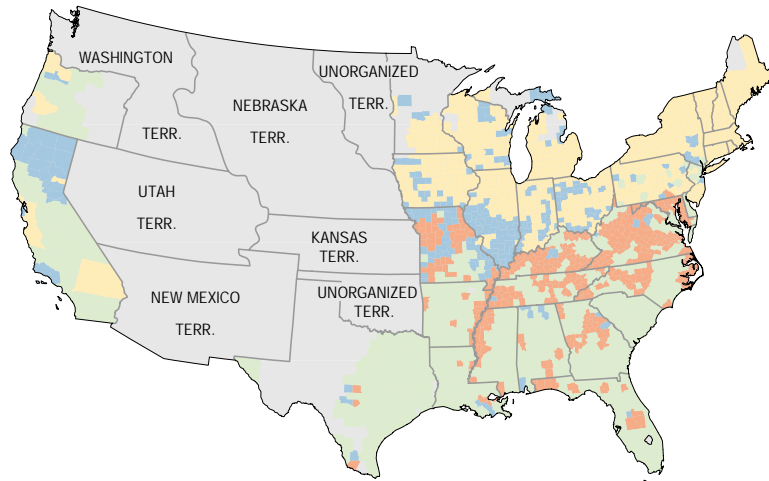 WASHINGTON
TERR.
UNORGANIZED
TERR.
NEBRASKA
TERR.
UTAH
TERR.
KANSAS
TERR.
UNORGANIZED
TERR.
NEW MEXICO
TERR.